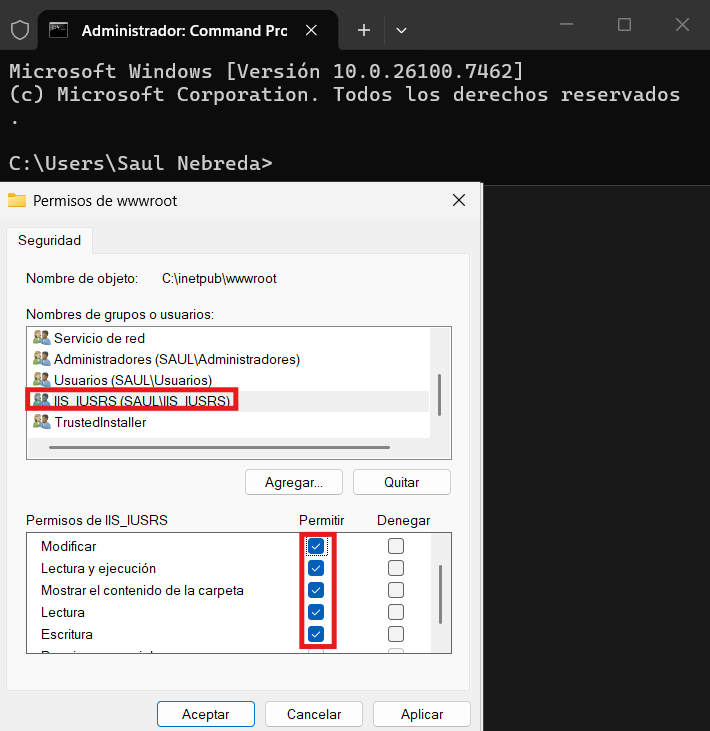 Administrador: Command Prc
Microsoft Windows [Versión 10.0.26100.7462]
(c) Microsoft Corporation. Todos los derechos reservados
.
C:\Users\Saul Nebreda>
Permisos de wwwroot
Seguridad
Nombre de objeto: C:\inetpub\wwwroot
Nombres de grupos o usuarios:
Servicio de red
Administradores (SAUL\Administradores)
Usuarios (SAUL\Usuarios)
IIS_IUSRS (SAUL\IIS_IUSRS)
TrustedInstaller
Agregar... Quitar
Permisos de IIS_IUSRS Permitir Denegar
Modificar
Lectura y ejecución
Mostrar el contenido de la carpeta
Lectura
Escritura
Aceptar Cancelar Aplicar